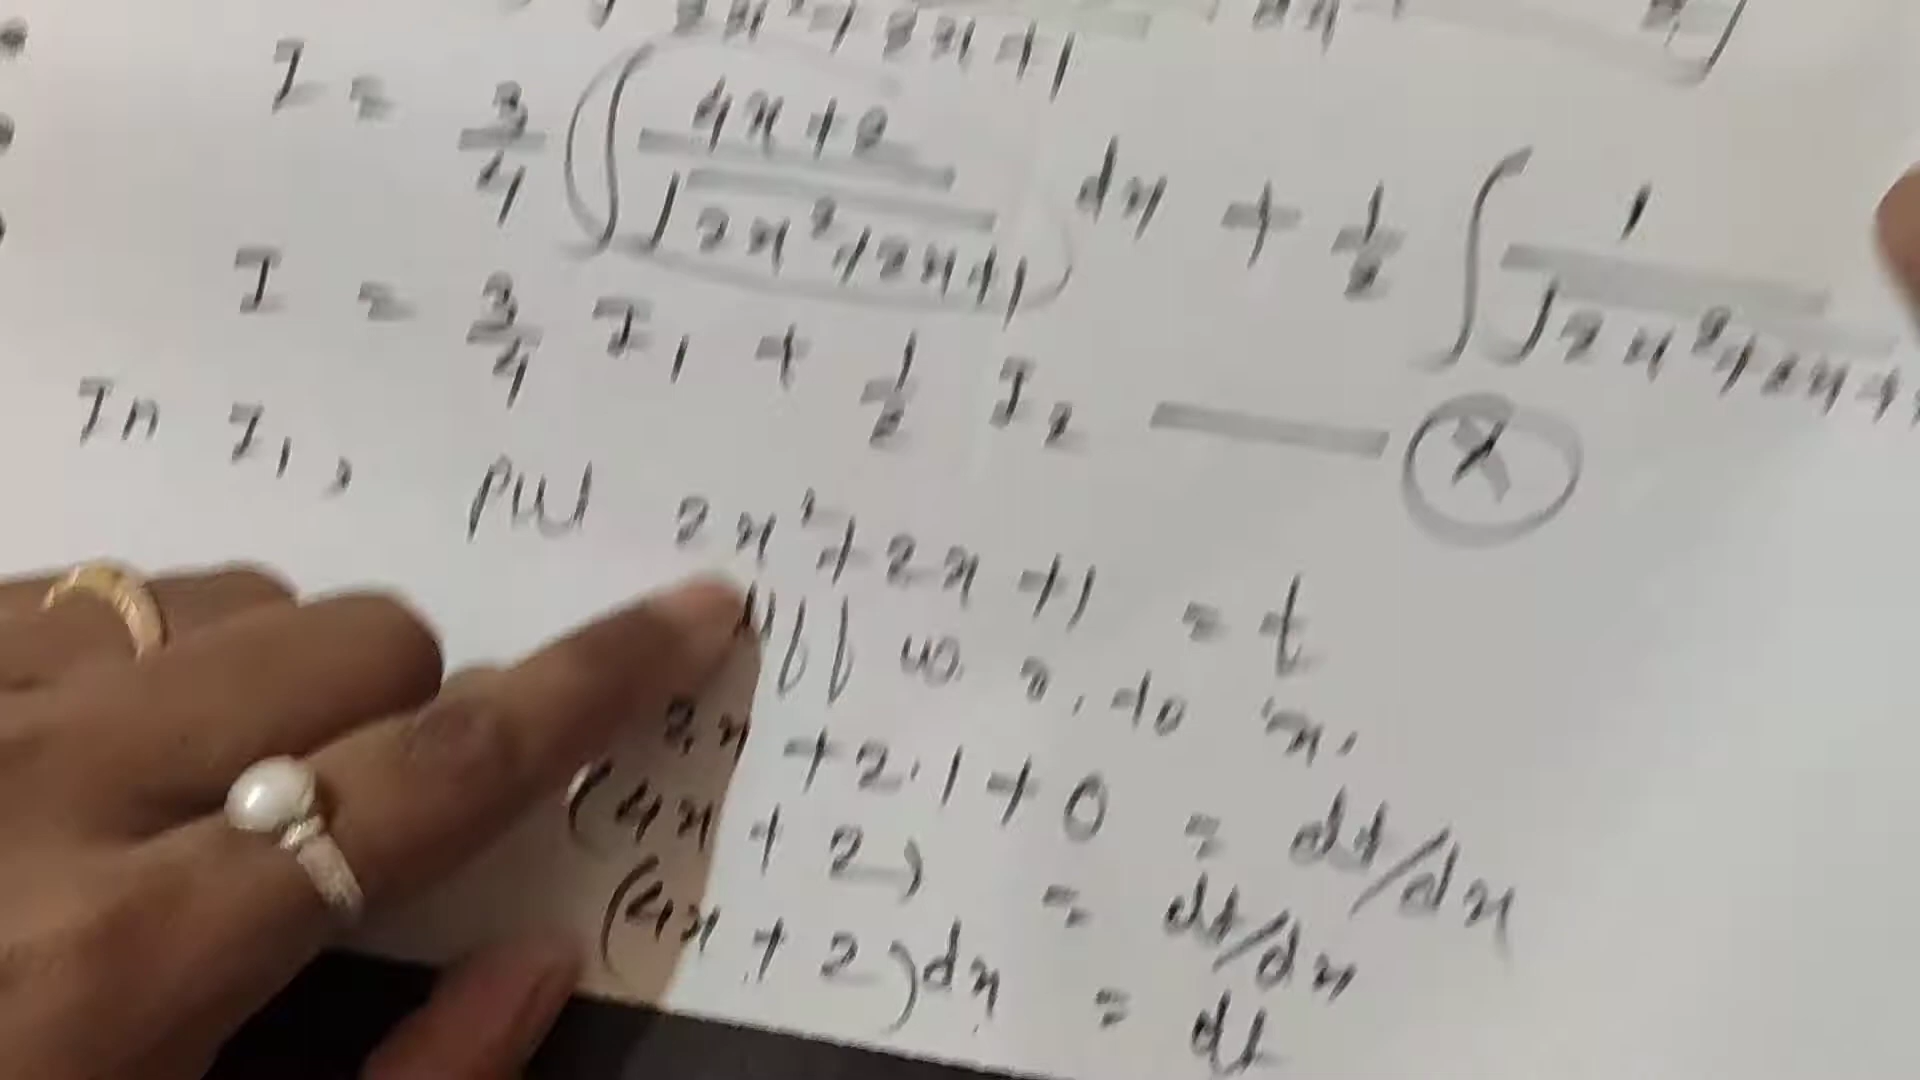 2x²+2x+1
I = 3/4 ∫ (4x+2)/√(2x²+2x+1) dx + 1/2 ∫ 1/√(2x²+2x+
I = 3/4 I₁ + 1/2 I₂ —
In I₁, put 2x²+2x+1 = t
diff w.r.to 'x'
2x + 2·1 + 0 = dt/dx
(4x + 2) = dt/dx
(4x + 2)dx = dt